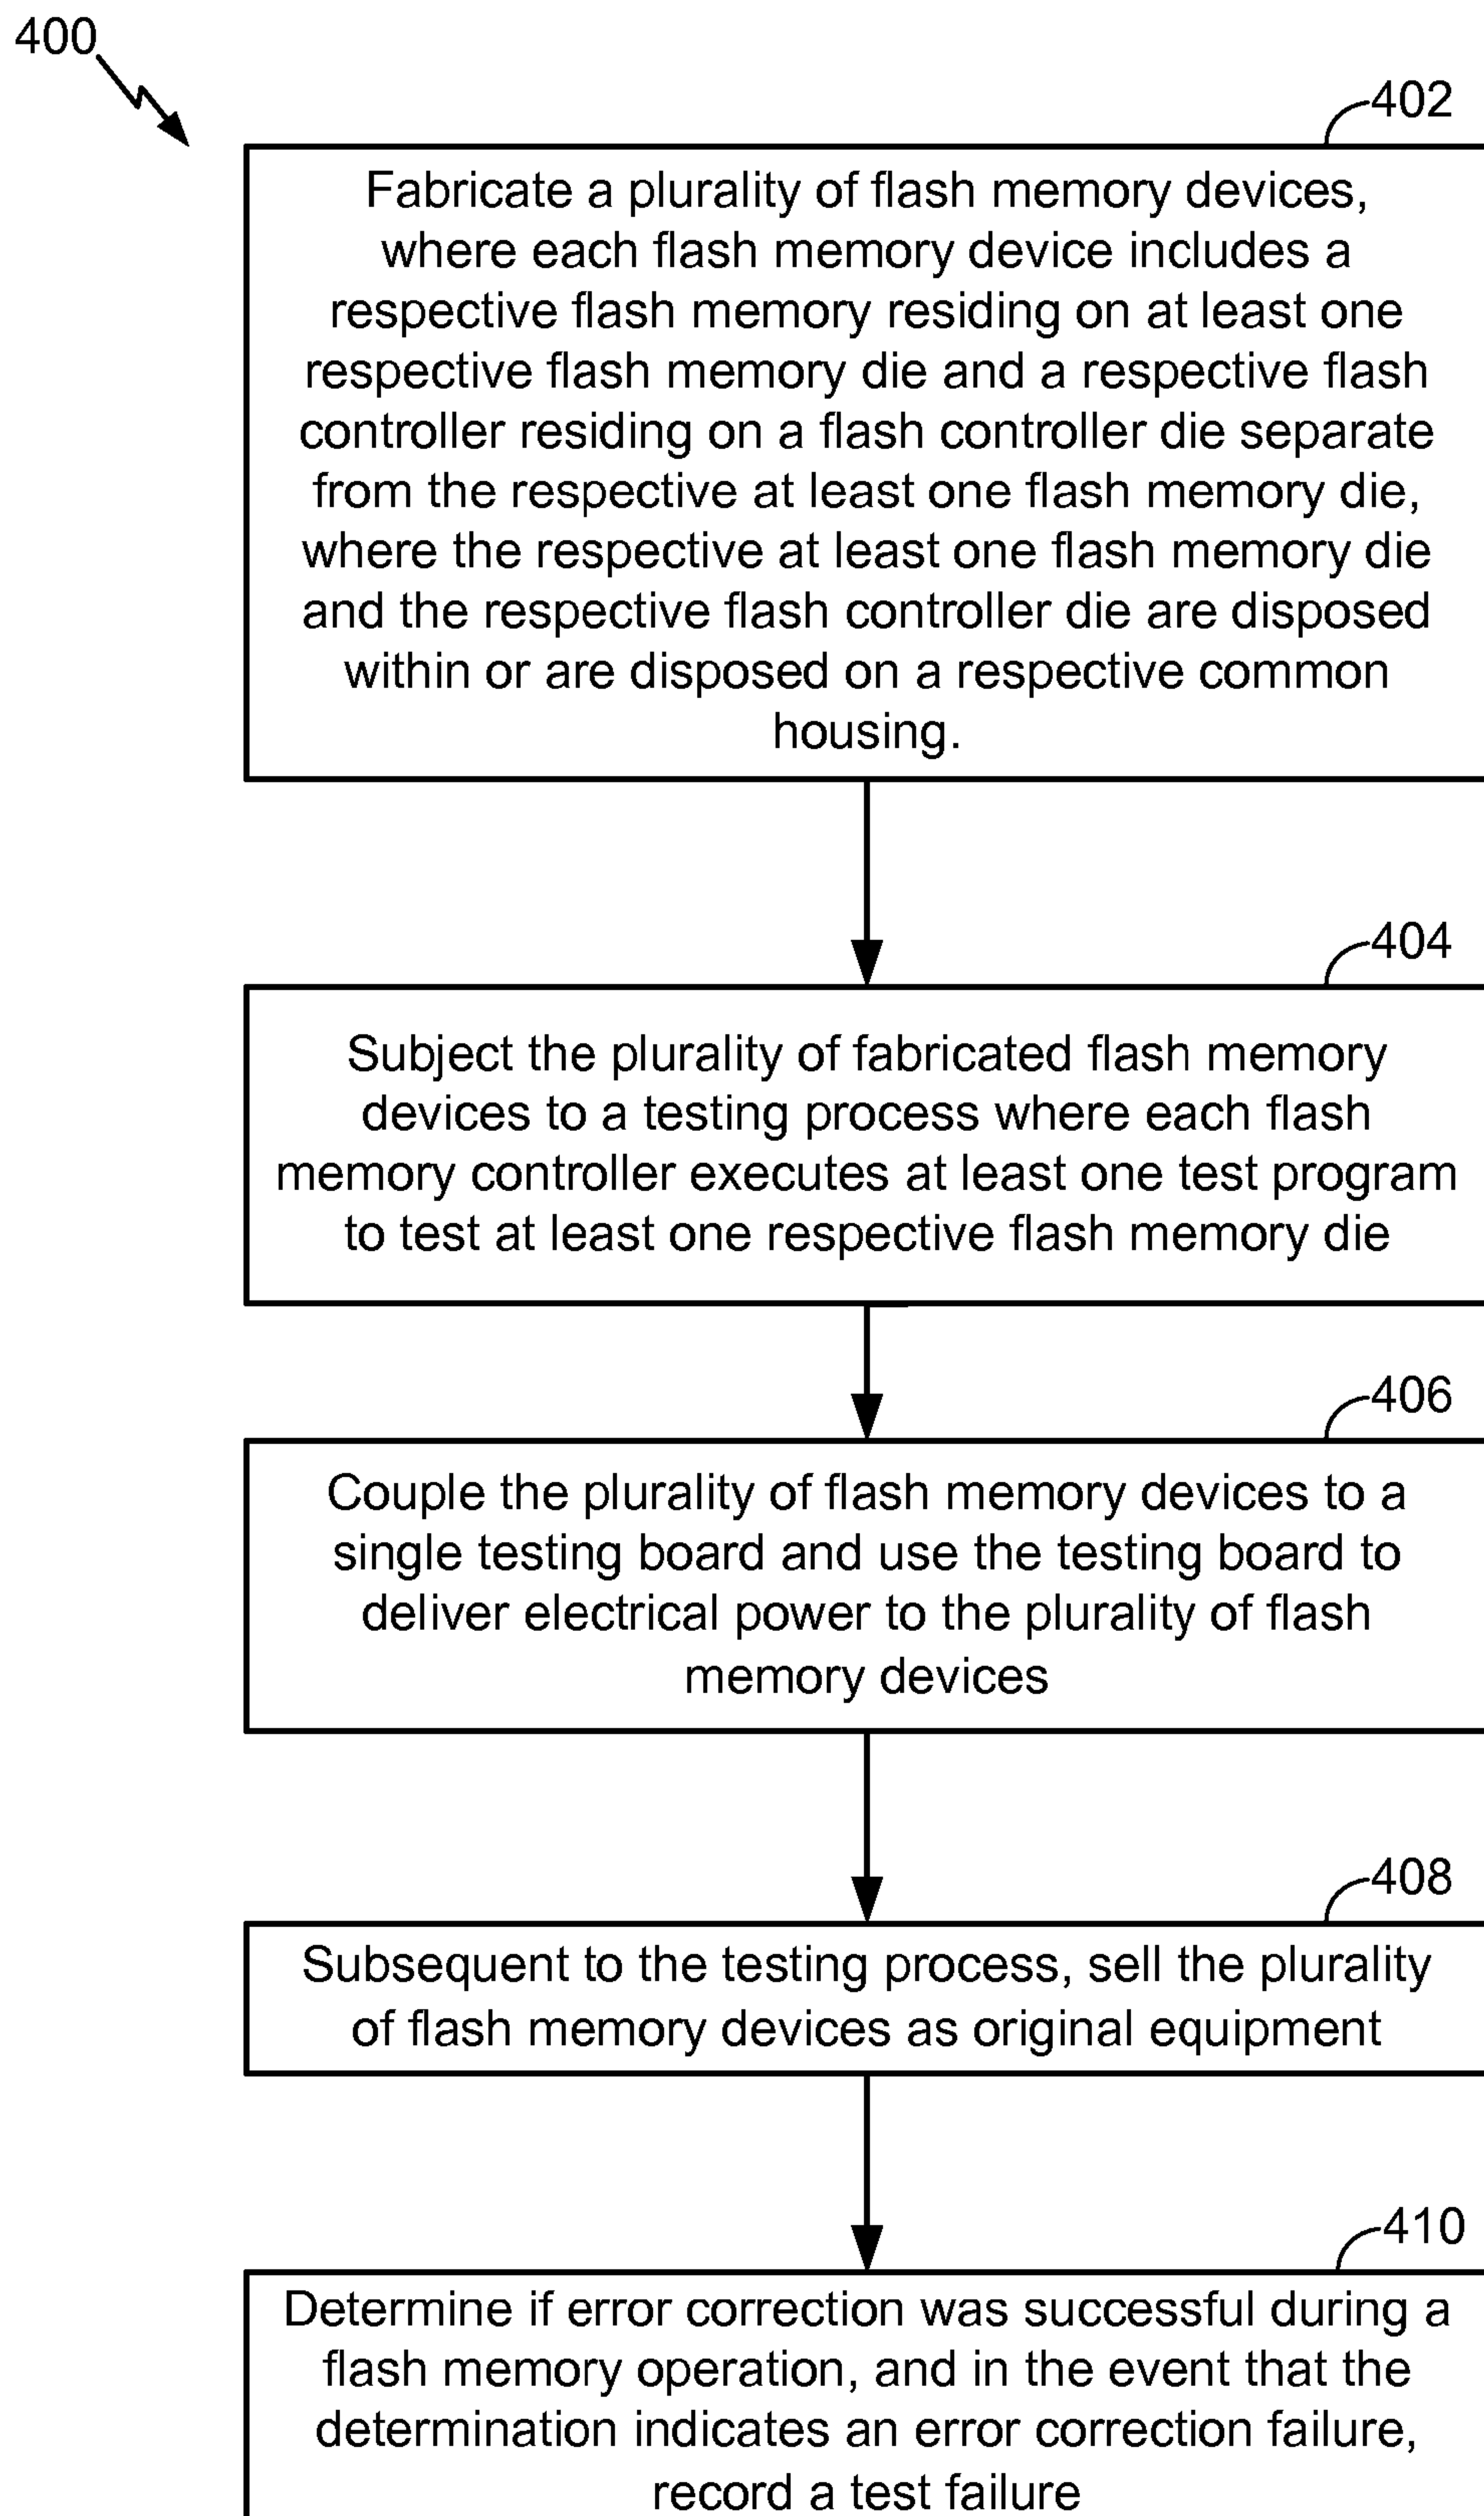 400
402
Fabricate a plurality of flash memory devices,
where each flash memory device includes a
respective flash memory residing on at least one
respective flash memory die and a respective flash
controller residing on a flash controller die separate
from the respective at least one flash memory die,
where the respective at least one flash memory die
and the respective flash controller die are disposed
within or are disposed on a respective common
housing.
404
Subject the plurality of fabricated flash memory
devices to a testing process where each flash
memory controller executes at least one test program
to test at least one respective flash memory die
406
Couple the plurality of flash memory devices to a
single testing board and use the testing board to
deliver electrical power to the plurality of flash
memory devices
408
Subsequent to the testing process, sell the plurality
of flash memory devices as original equipment
410
Determine if error correction was successful during a
flash memory operation, and in the event that the
determination indicates an error correction failure,
record a test failure